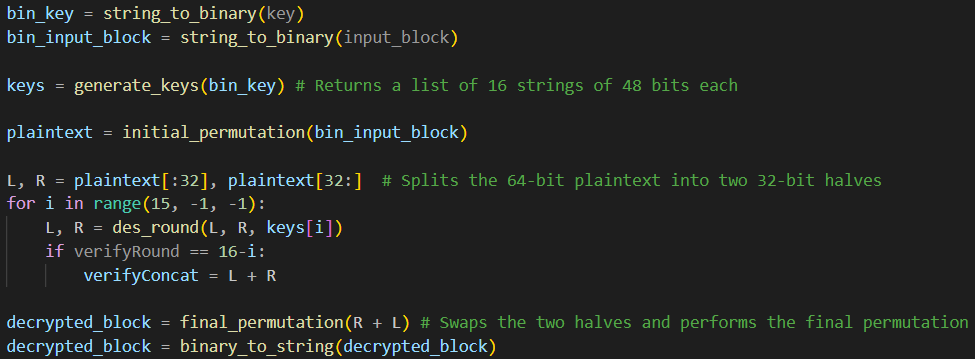 bin_key = string_to_binary(key)
bin_input_block = string_to_binary(input_block)
keys = generate_keys(bin_key) # Returns a list of 16 strings of 48 bits each
plaintext = initial_permutation(bin_input_block)
L, R = plaintext[:32], plaintext[32:]  # Splits the 64-bit plaintext into two 32-bit halves
for i in range(15, -1, -1):
    L, R = des_round(L, R, keys[i])
    if verifyRound == 16-i:
        verifyConcat = L + R
decrypted_block = final_permutation(R + L) # Swaps the two halves and performs the final permutation
decrypted_block = binary_to_string(decrypted_block)